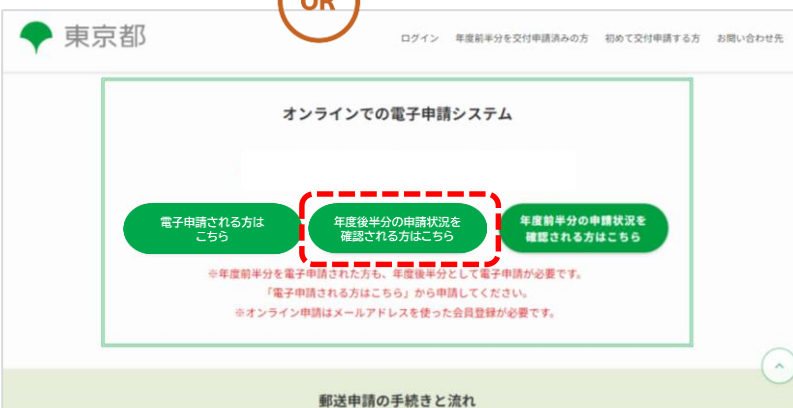 OR
東京都
ログイン 年度前半分を交付申請済みの方 初めて交付申請する方 お問い合わせ先
オンラインでの電子申請システム
電子申請される方は
こちら
年度後半分の申請状況を
確認される方はこちら
年度前半分の申請状況を
確認される方はこちら
※年度前半分を電子申請された方も、年度後半分として電子申請が必要です。
「電子申請される方はこちら」から申請してください。
※オンライン申請はメールアドレスを使った会員登録が必要です。
郵送申請の手続きと流れ